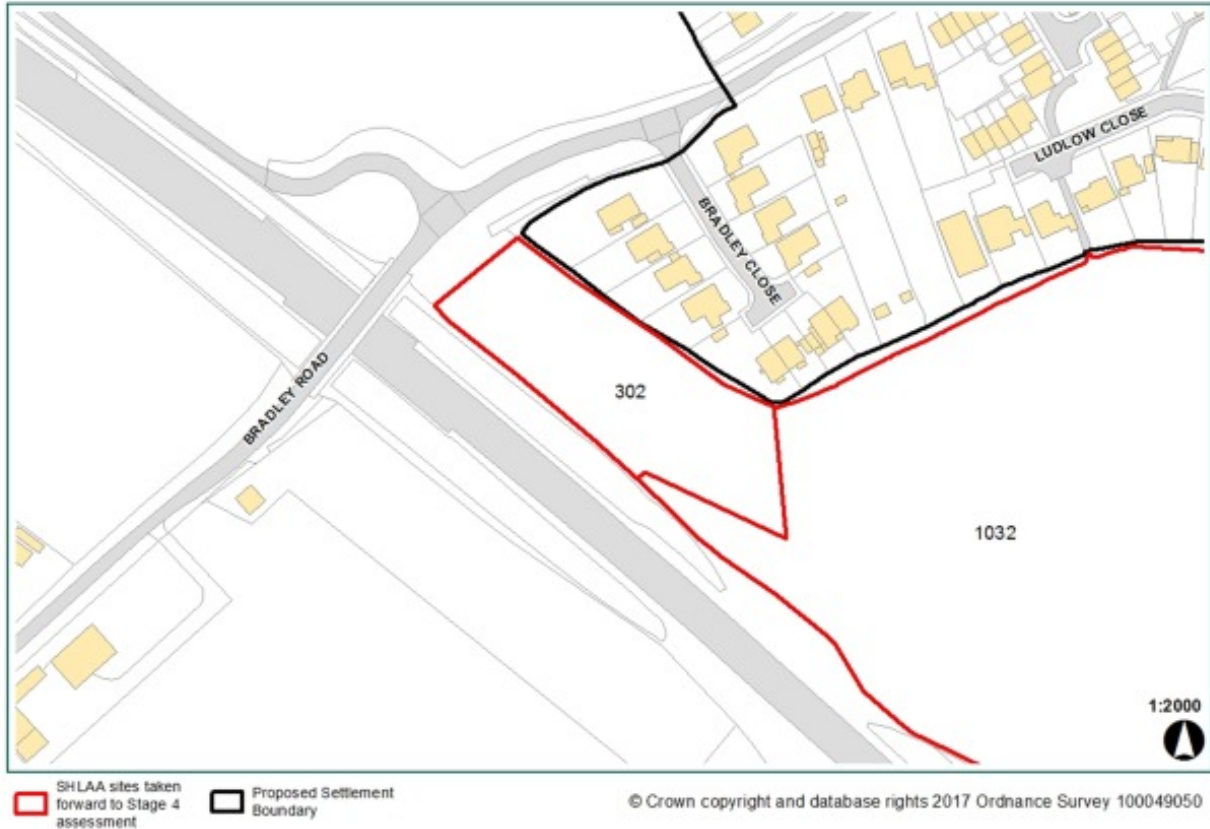 LUDLOW CLOSE
BRADLEY CLOSE
BRADLEY ROAD
302
1032
1:2000
SHLAA sites taken
forward to Stage 4
assessment
Proposed Settlement
Boundary
© Crown copyright and database rights 2017 Ordnance Survey 100049050